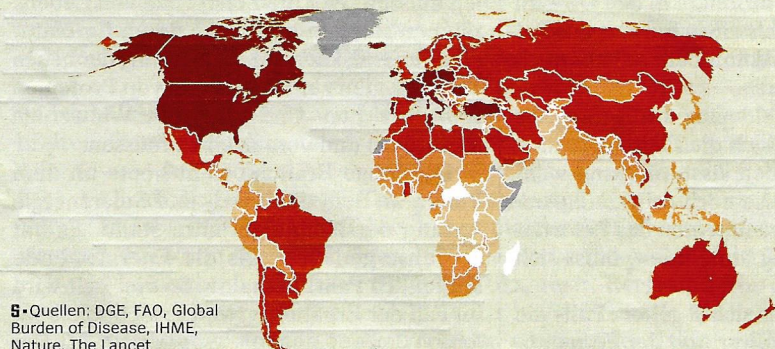 S▪Quellen: DGE, FAO, Global
Burden of Disease, IHME,
Nature, The Lancet